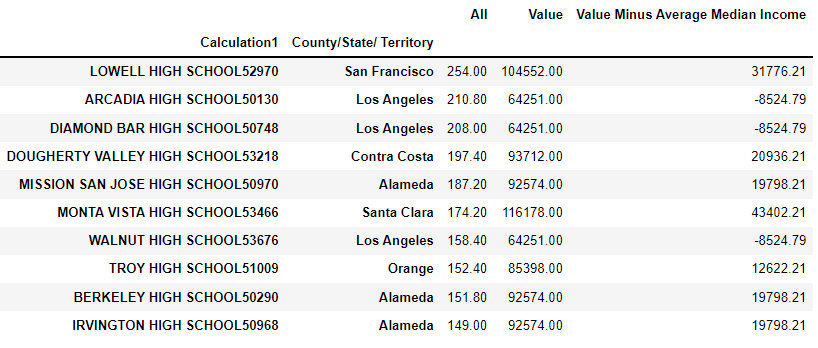 All Value Value Minus Average Median Income
Calculation1 County/State/ Territory
LOWELL HIGH SCHOOL52970 San Francisco 254.00 104552.00 31776.21
ARCADIA HIGH SCHOOL50130 Los Angeles 210.80 64251.00 -8524.79
DIAMOND BAR HIGH SCHOOL50748 Los Angeles 208.00 64251.00 -8524.79
DOUGHERTY VALLEY HIGH SCHOOL53218 Contra Costa 197.40 93712.00 20936.21
MISSION SAN JOSE HIGH SCHOOL50970 Alameda 187.20 92574.00 19798.21
MONTA VISTA HIGH SCHOOL53466 Santa Clara 174.20 116178.00 43402.21
WALNUT HIGH SCHOOL53676 Los Angeles 158.40 64251.00 -8524.79
TROY HIGH SCHOOL51009 Orange 152.40 85398.00 12622.21
BERKELEY HIGH SCHOOL50290 Alameda 151.80 92574.00 19798.21
IRVINGTON HIGH SCHOOL50968 Alameda 149.00 92574.00 19798.21